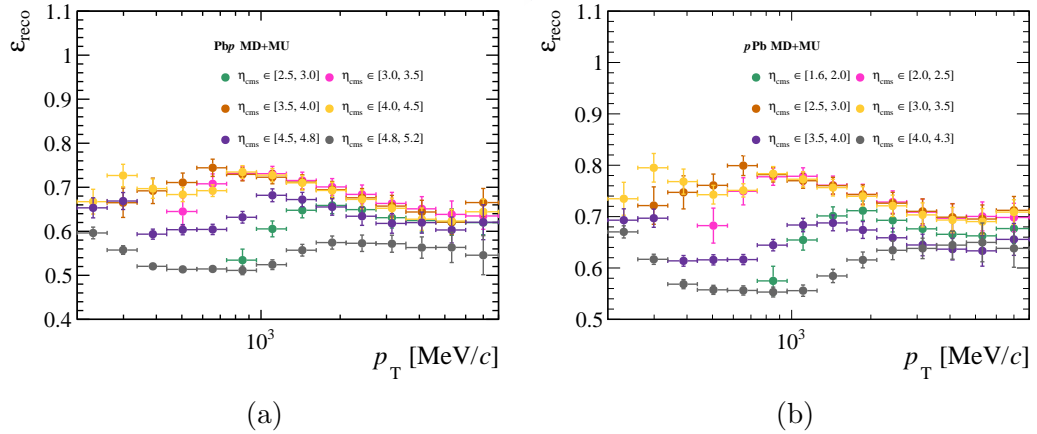 ε_reco
1.1
1
0.9
0.8
0.7
0.6
0.5
0.4
Pbp MD+MU
η_cms ∈ [2.5, 3.0] η_cms ∈ [3.0, 3.5]
η_cms ∈ [3.5, 4.0] η_cms ∈ [4.0, 4.5]
η_cms ∈ [4.5, 4.8] η_cms ∈ [4.8, 5.2]
10³
p_T [MeV/c]
(a)
ε_reco
1.1
1
0.9
0.8
0.7
0.6
0.5
pPb MD+MU
η_cms ∈ [1.6, 2.0] η_cms ∈ [2.0, 2.5]
η_cms ∈ [2.5, 3.0] η_cms ∈ [3.0, 3.5]
η_cms ∈ [3.5, 4.0] η_cms ∈ [4.0, 4.3]
10³
p_T [MeV/c]
(b)